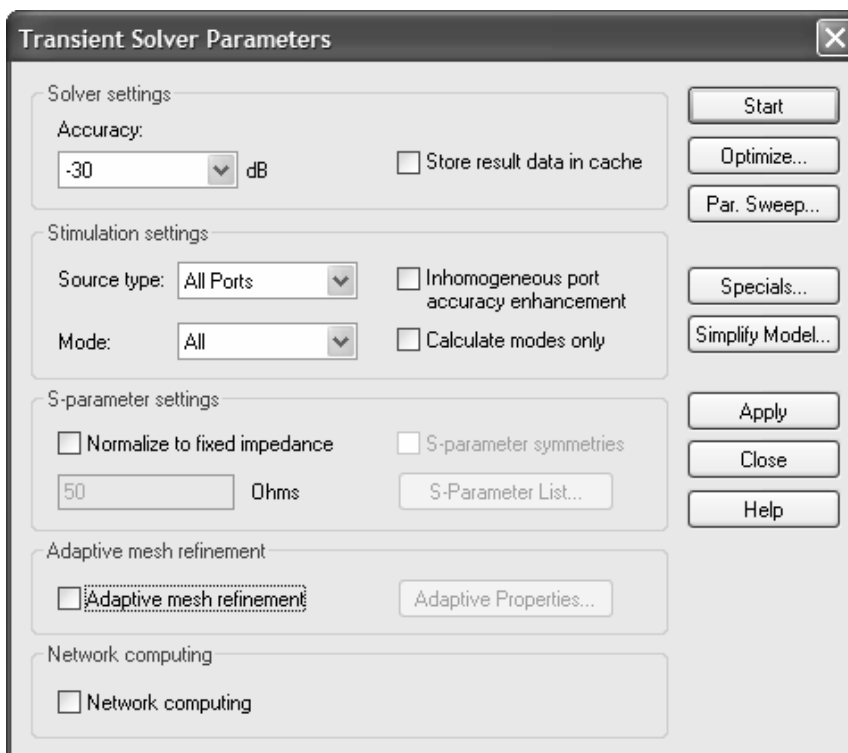 Transient Solver Parameters
Solver settings
Accuracy:
-30 dB
Store result data in cache
Stimulation settings
Source type: All Ports
Inhomogeneous port
accuracy enhancement
Mode: All
Calculate modes only
S-parameter settings
Normalize to fixed impedance
S-parameter symmetries
50 Ohms
S-Parameter List...
Adaptive mesh refinement
Adaptive mesh refinement
Adaptive Properties...
Network computing
Network computing
Start
Optimize...
Par. Sweep...
Specials...
Simplify Model...
Apply
Close
Help